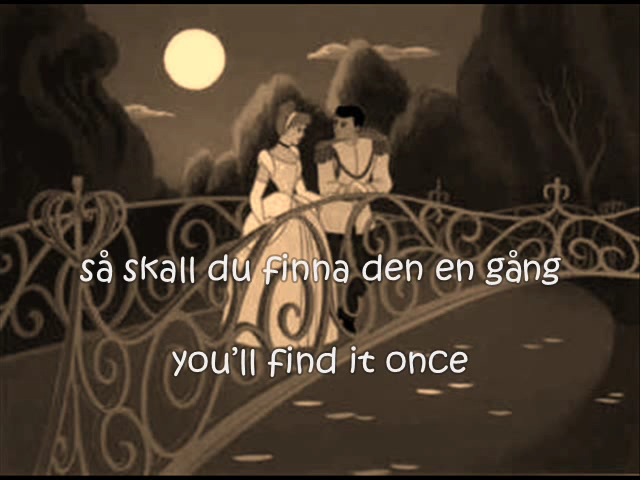 så skall du finna den en gång
you'll find it once